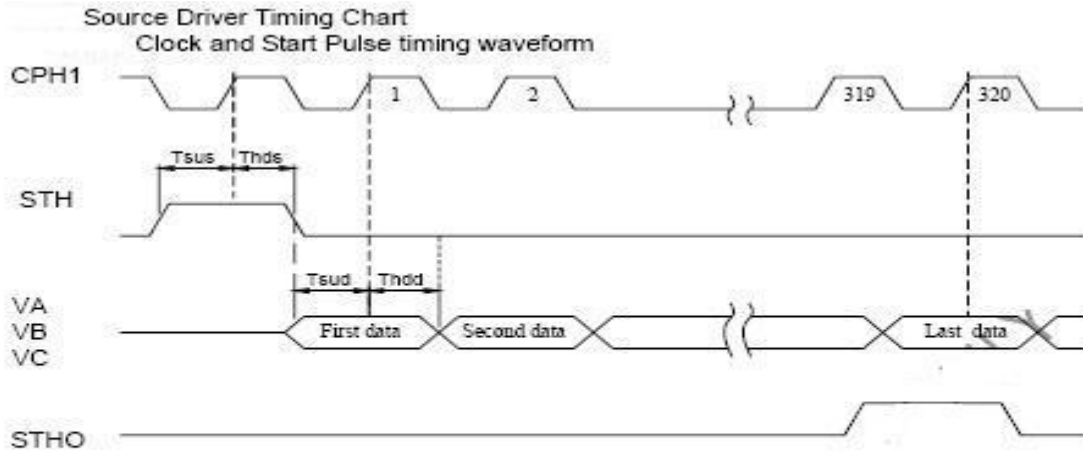 Source Driver Timing Chart
Clock and Start Pulse timing waveform
CPH1
1
2
319
320
Tsus
Thds
STH
Tsud
Thdd
VA
VB
VC
First data
Second data
Last data
STHO